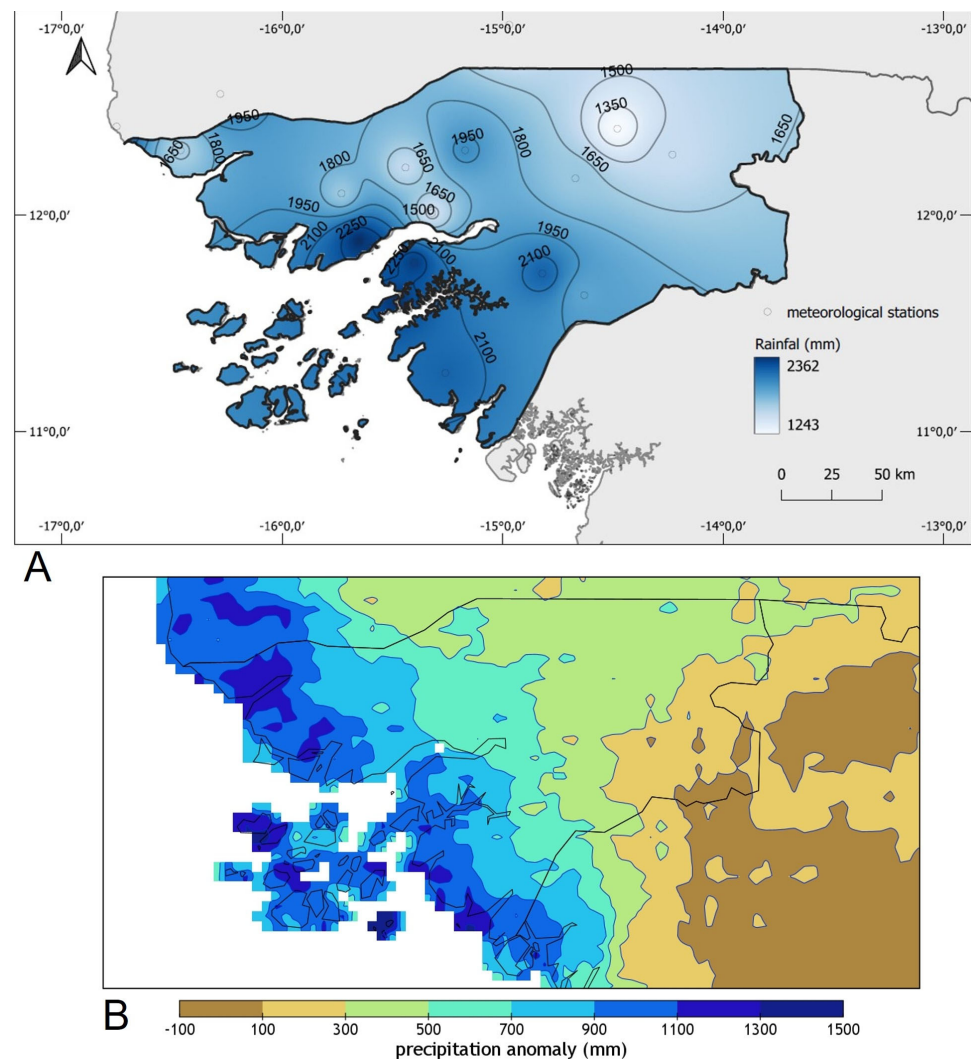 -17°0,0' -16°0,0' -15°0,0' -14°0,0' -13°0,0'
1500
1350
1950
1950
1650
1800
1800
1650
1800
1650
1650
1650
1950
1500
12°0,0' 12°0,0'
2250
2100
1950
2100
2250
2100
meteorological stations
Rainfal (mm)
2362
1243
2100
11°0,0' 11°0,0'
0 25 50 km
-17°0,0' -16°0,0' -15°0,0' -14°0,0' -13°0,0'
A
B
-100 100 300 500 700 900 1100 1300 1500
precipitation anomaly (mm)